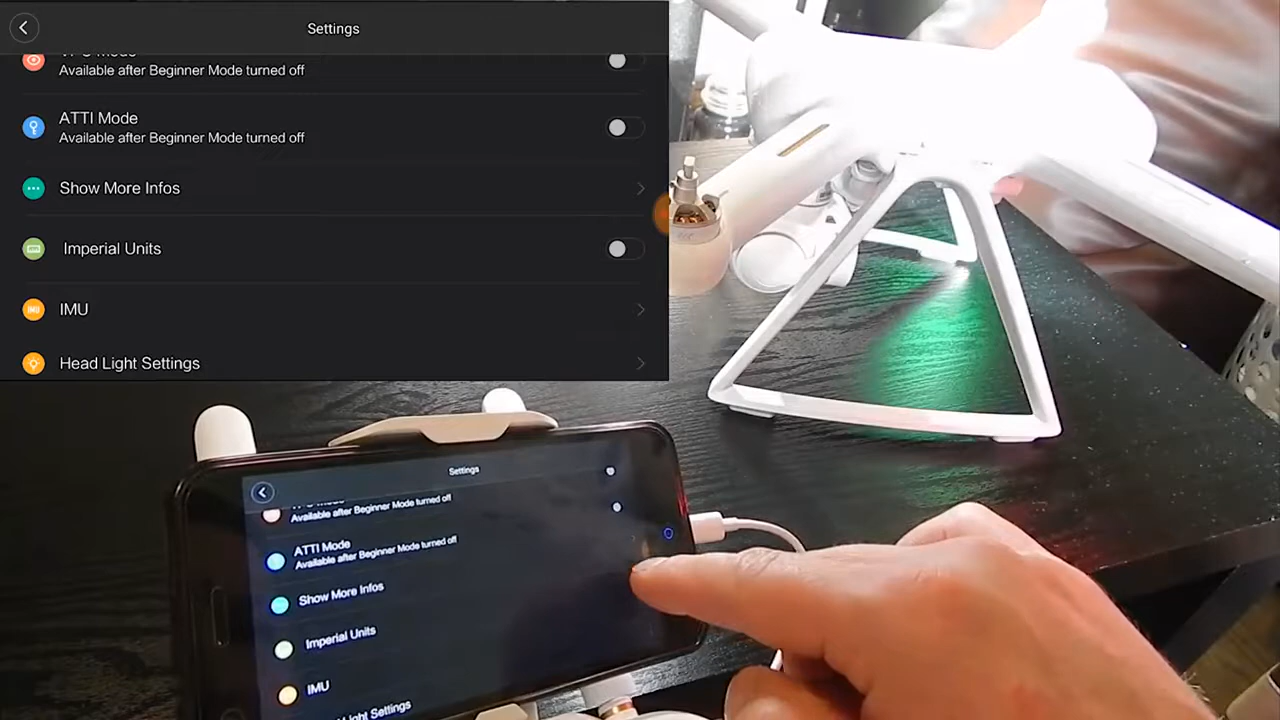 Settings
Available after Beginner Mode turned off
ATTI Mode
Available after Beginner Mode turned off
Show More Infos
Imperial Units
IMU
Head Light Settings
Settings
Available after Beginner Mode turned off
ATTI Mode
Available after Beginner Mode turned off
Show More Infos
Imperial Units
IMU
Light Settings